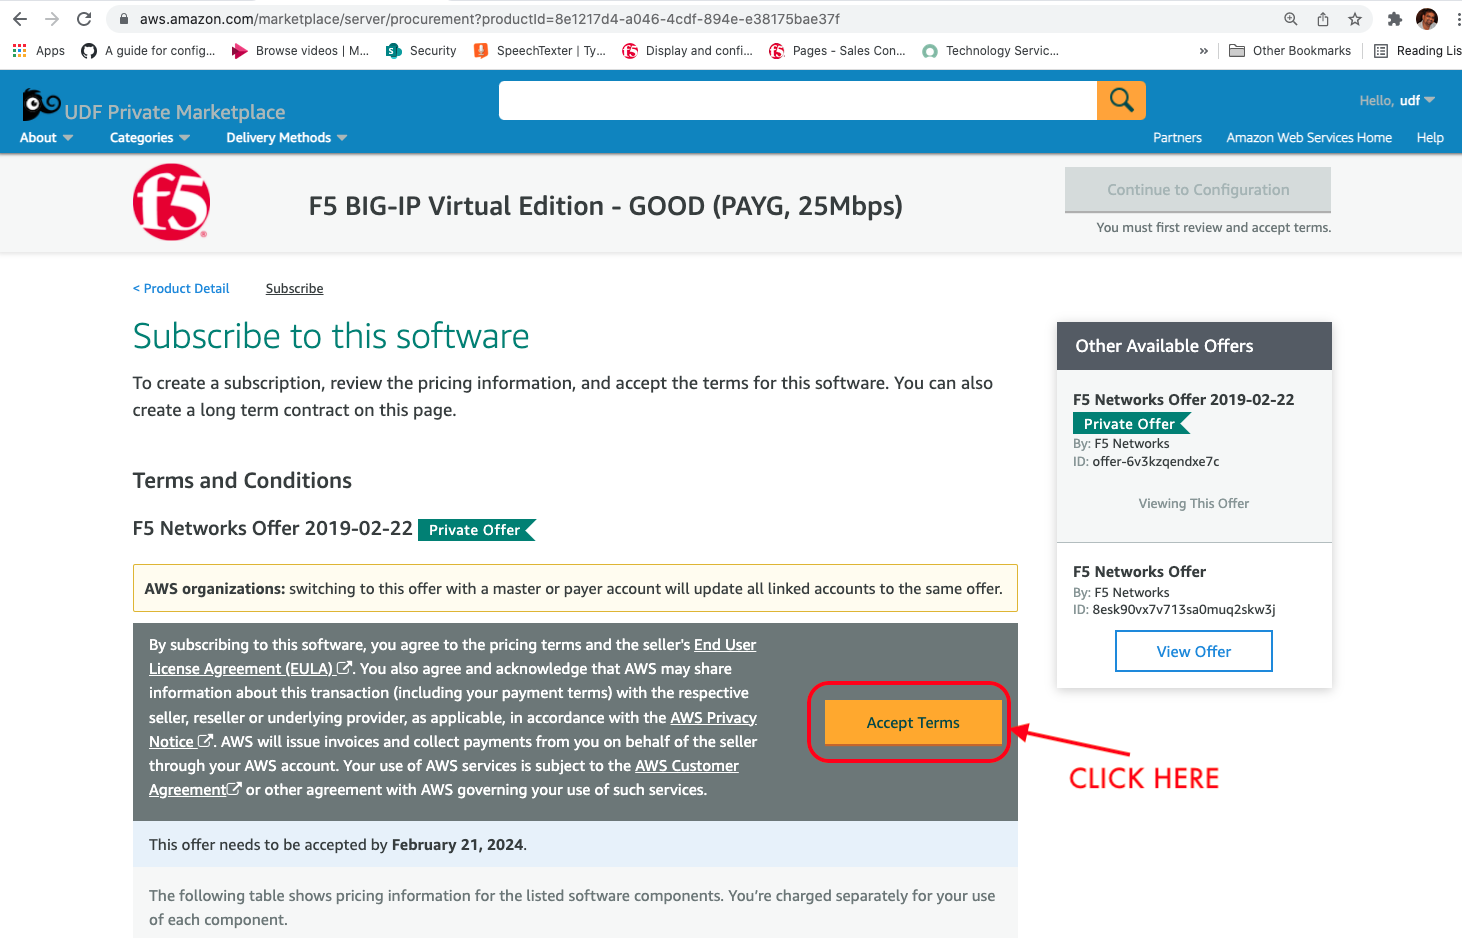 aws.amazon.com/marketplace/server/procurement?productId=8e1217d4-a046-4cdf-894e-e38175bae37f
Apps A guide for config... Browse videos | M... Security SpeechTexter | Ty... Display and confi... Pages - Sales Con... Technology Servic... » Other Bookmarks Reading Lis
UDF Private Marketplace
Hello, udf
About Categories Delivery Methods
Partners Amazon Web Services Home Help
f5
F5 BIG-IP Virtual Edition - GOOD (PAYG, 25Mbps)
Continue to Configuration
You must first review and accept terms.
< Product Detail Subscribe
Subscribe to this software
To create a subscription, review the pricing information, and accept the terms for this software. You can also
create a long term contract on this page.
Terms and Conditions
F5 Networks Offer 2019-02-22 Private Offer
AWS organizations: switching to this offer with a master or payer account will update all linked accounts to the same offer.
By subscribing to this software, you agree to the pricing terms and the seller's End User
License Agreement (EULA). You also agree and acknowledge that AWS may share
information about this transaction (including your payment terms) with the respective
seller, reseller or underlying provider, as applicable, in accordance with the AWS Privacy
Notice. AWS will issue invoices and collect payments from you on behalf of the seller
through your AWS account. Your use of AWS services is subject to the AWS Customer
Agreement or other agreement with AWS governing your use of such services.
Accept Terms
CLICK HERE
This offer needs to be accepted by February 21, 2024.
The following table shows pricing information for the listed software components. You're charged separately for your use
of each component.
Other Available Offers
F5 Networks Offer 2019-02-22
Private Offer
By: F5 Networks
ID: offer-6v3kzqendxe7c
Viewing This Offer
F5 Networks Offer
By: F5 Networks
ID: 8esk90vx7v713sa0muq2skw3j
View Offer